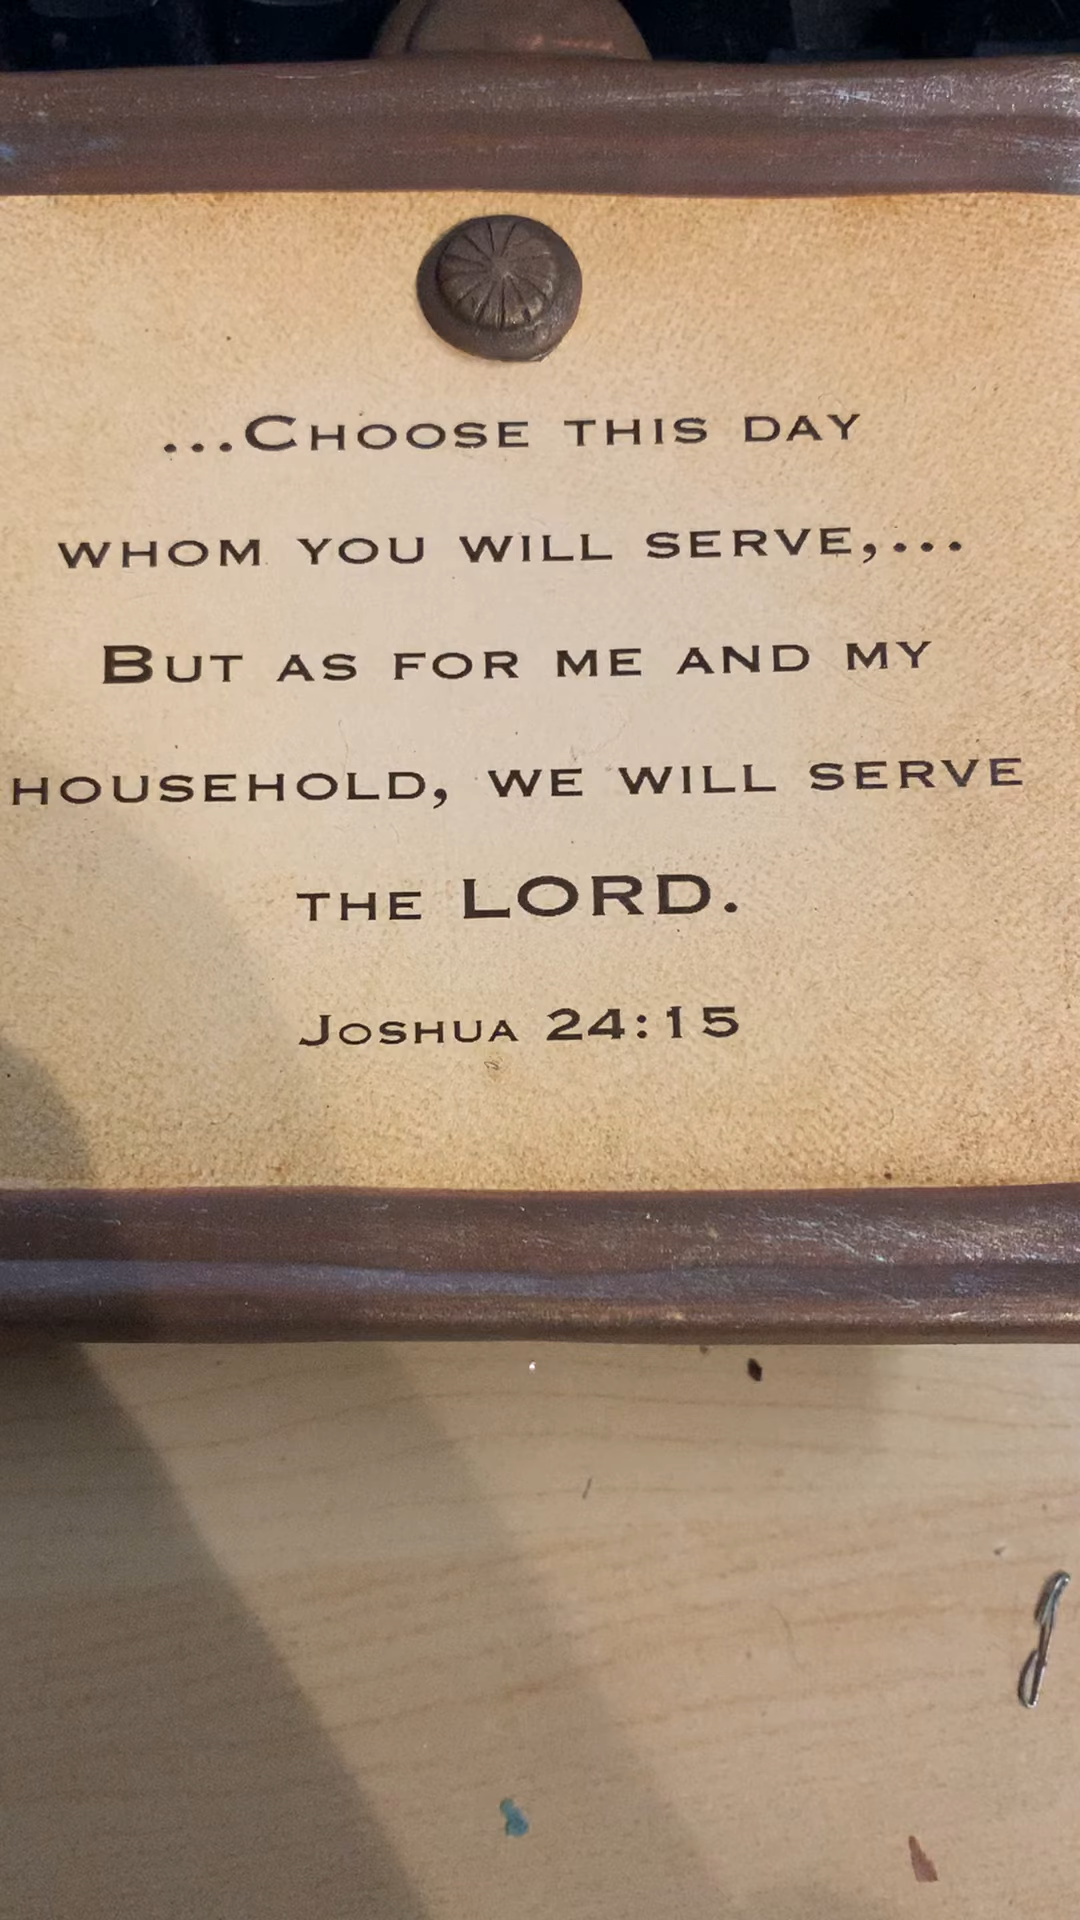 ...Choose this day
whom you will serve,...
But as for me and my
household, we will serve
the LORD.
Joshua 24:15